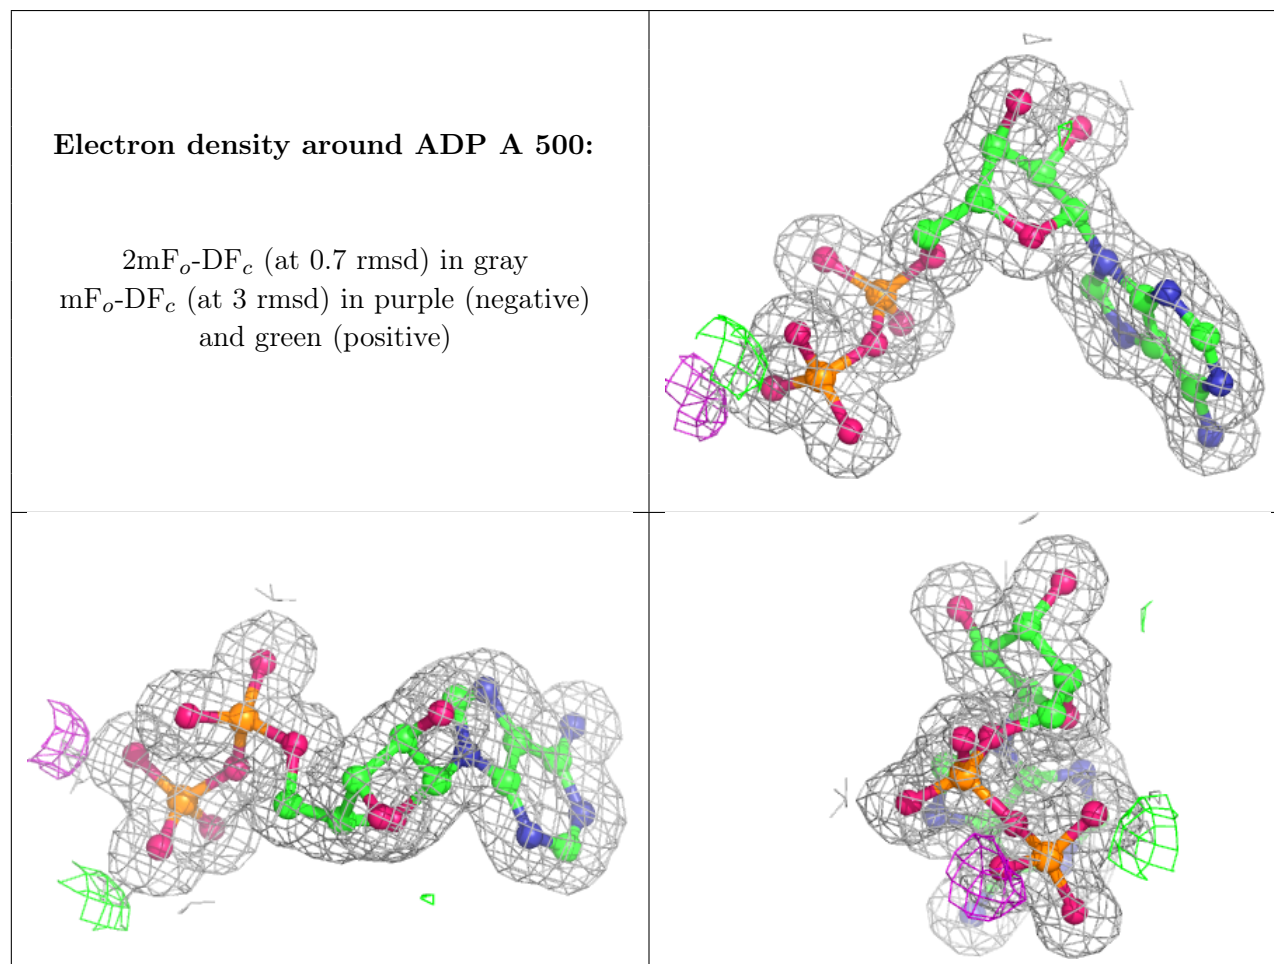 Electron density around ADP A 500:
2mFo-DFc (at 0.7 rmsd) in gray
mFo-DFc (at 3 rmsd) in purple (negative)
and green (positive)